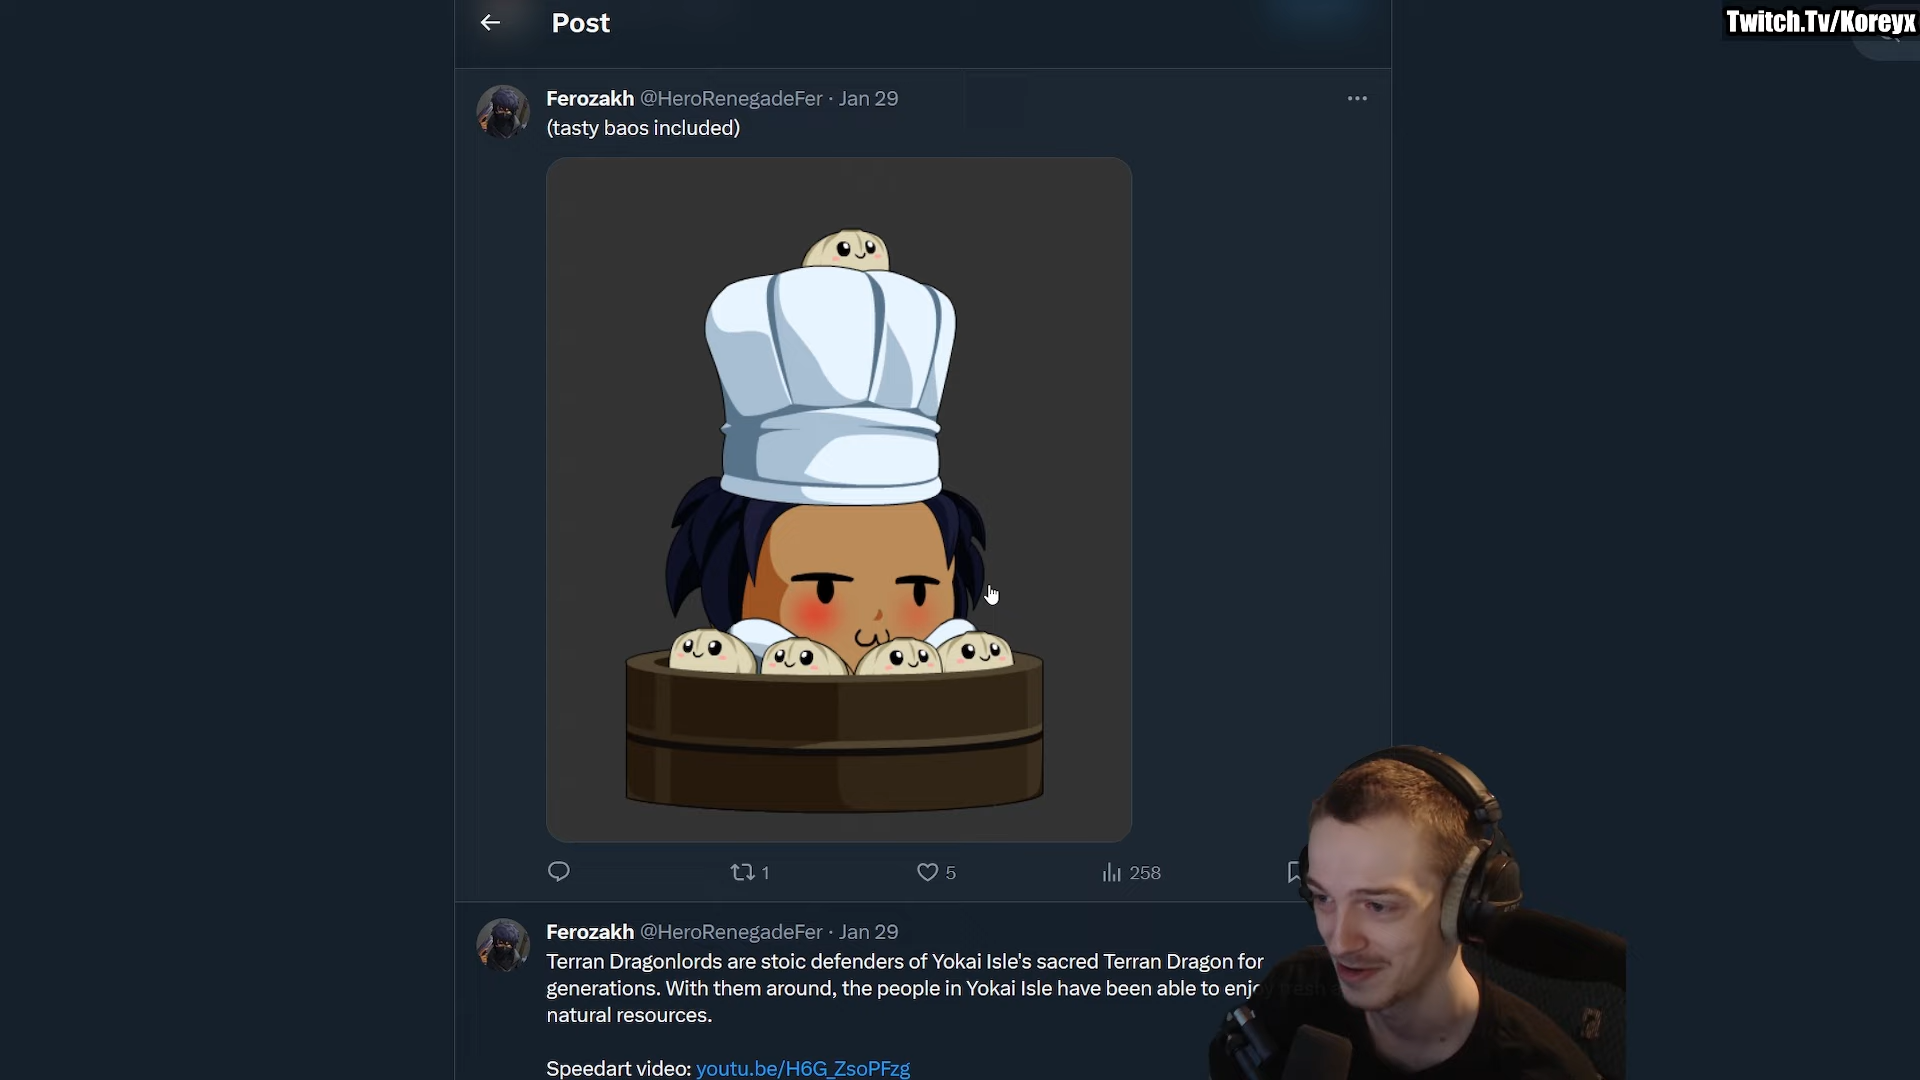 Twitch.Tv/Koreyx
Post
Ferozakh @HeroRenegadeFer · Jan 29
(tasty baos included)
1
5
258
Ferozakh @HeroRenegadeFer · Jan 29
Terran Dragonlords are stoic defenders of Yokai Isle's sacred Terran Dragon for
generations. With them around, the people in Yokai Isle have been able to enjoy fresh
natural resources.
Speedart video: youtu.be/H6G_ZsoPFzg